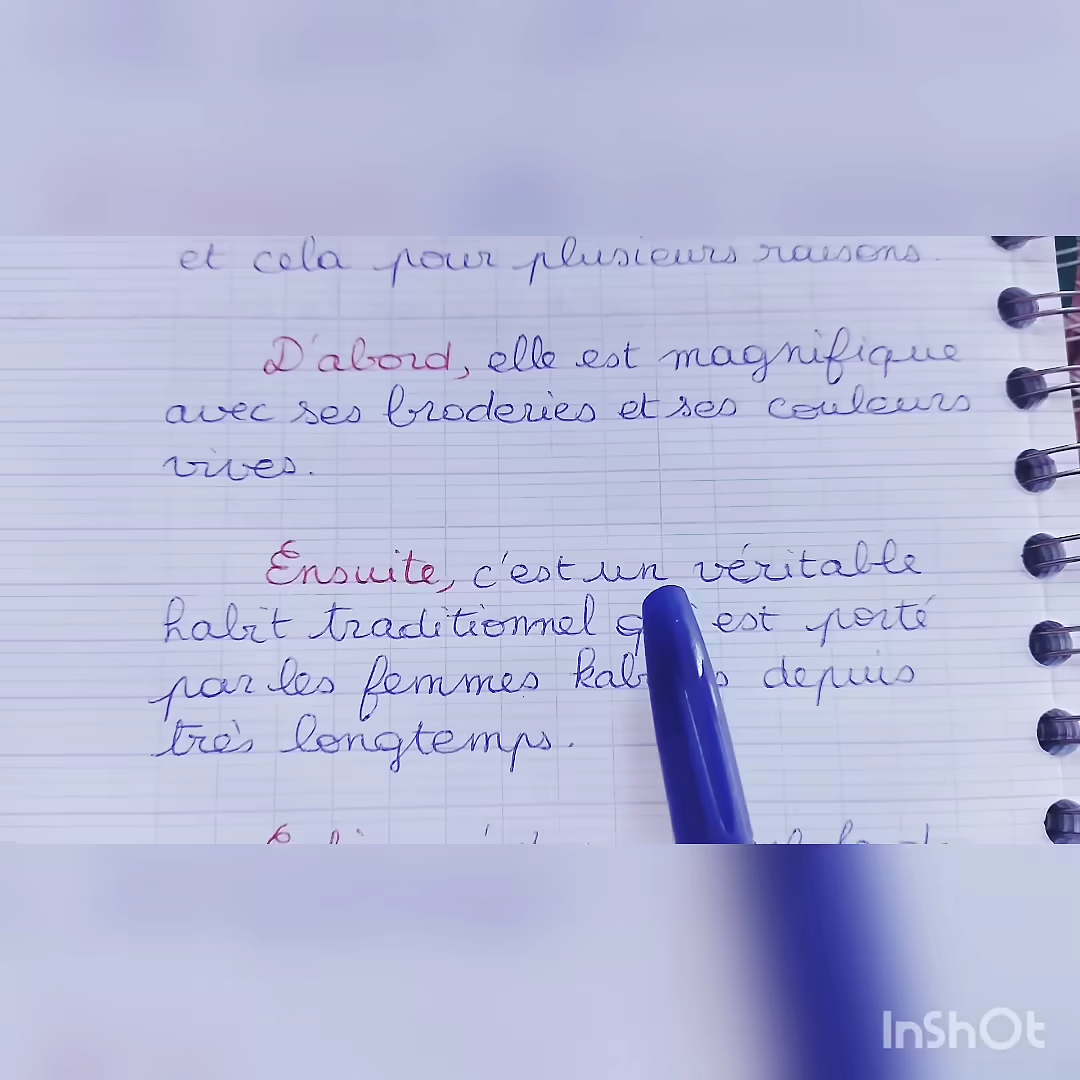 et cela pour plusieurs raisons.
D'abord, elle est magnifique
avec ses broderies et ses couleurs
vives.
Ensuite, c'est un véritable
habit traditionnel est porté
par les femmes depuis
très longtemps.
InShOt